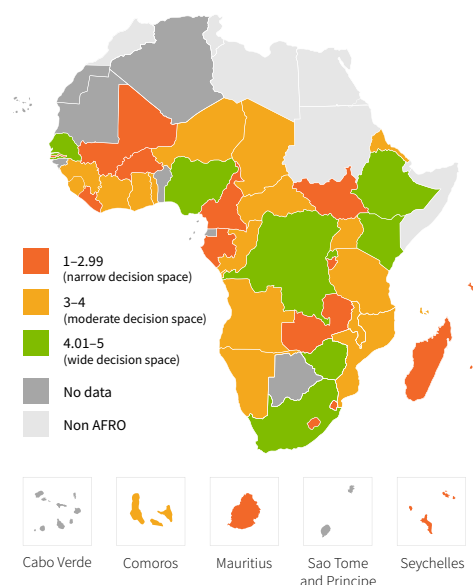 1–2.99
(narrow decision space)
3–4
(moderate decision space)
4.01–5
(wide decision space)
No data
Non AFRO
Cabo Verde
Comoros
Mauritius
Sao Tome
and Principe
Seychelles